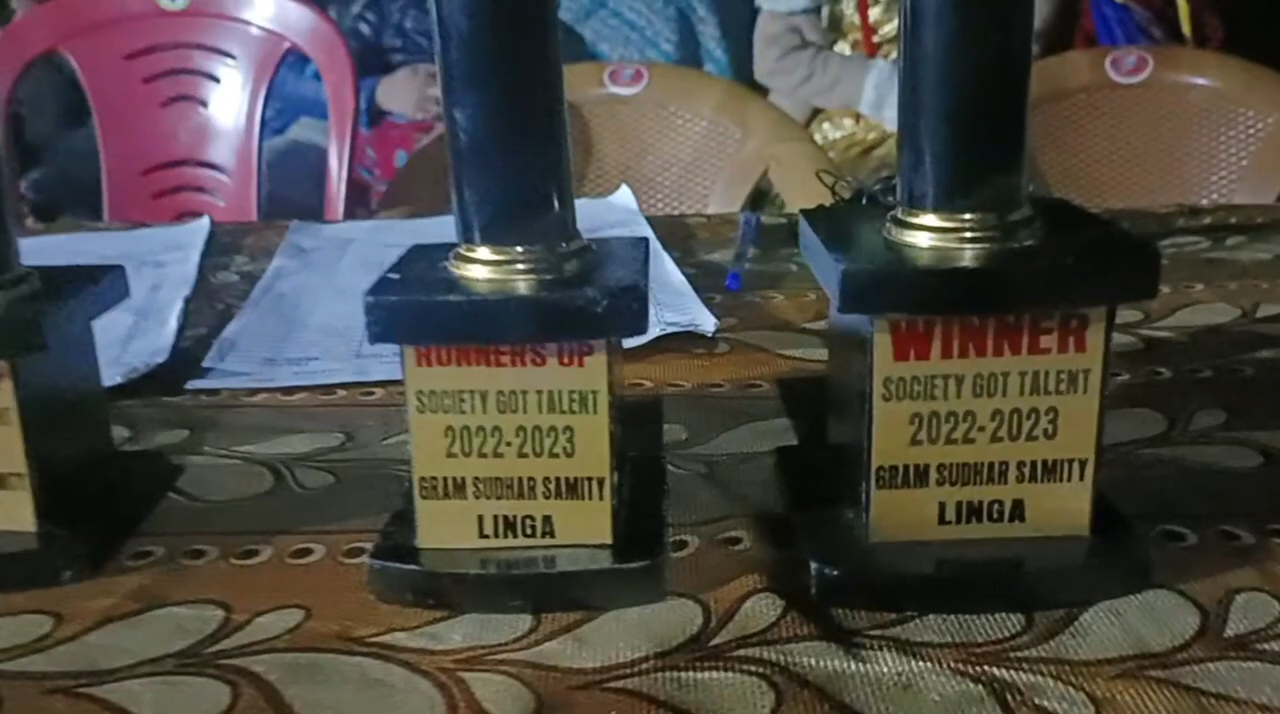 RUNNERS UP
SOCIETY GOT TALENT
2022-2023
GRAM SUDHAR SAMITY
LINGA
WINNER
SOCIETY GOT TALENT
2022-2023
GRAM SUDHAR SAMITY
LINGA